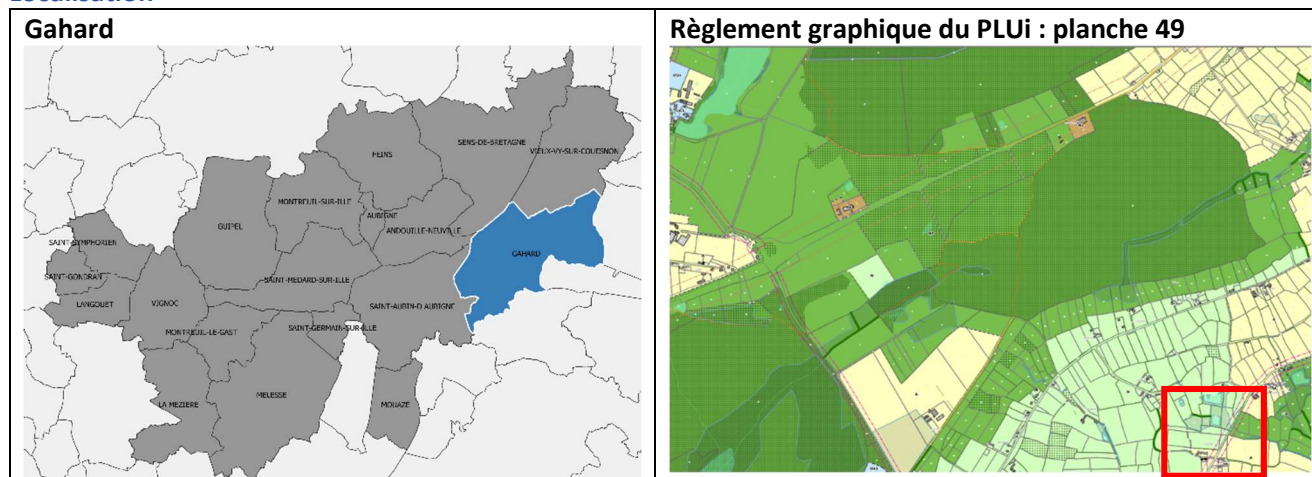 Localisation
Gahard
Règlement graphique du PLUi : planche 49
SENS-DE-BRETAGNE
VIEUX-VY-SUR-COUESNON
FEINS
MONTREUIL-SUR-ILLE
AUBIGNE
GUIPEL
ANDOUILLE-NEUVILLE
SAINT-SYMPHORIEN
GAHARD
SAINT-GONDRAN
SAINT-MEDARD-SUR-ILLE
LANGOUET
VIGNOC
SAINT-AUBIN-D AUBIGNE
MONTREUIL-LE-GAST
SAINT-GERMAIN-SUR-ILLE
MELESSE
LA MEZIERE
MOUAZE